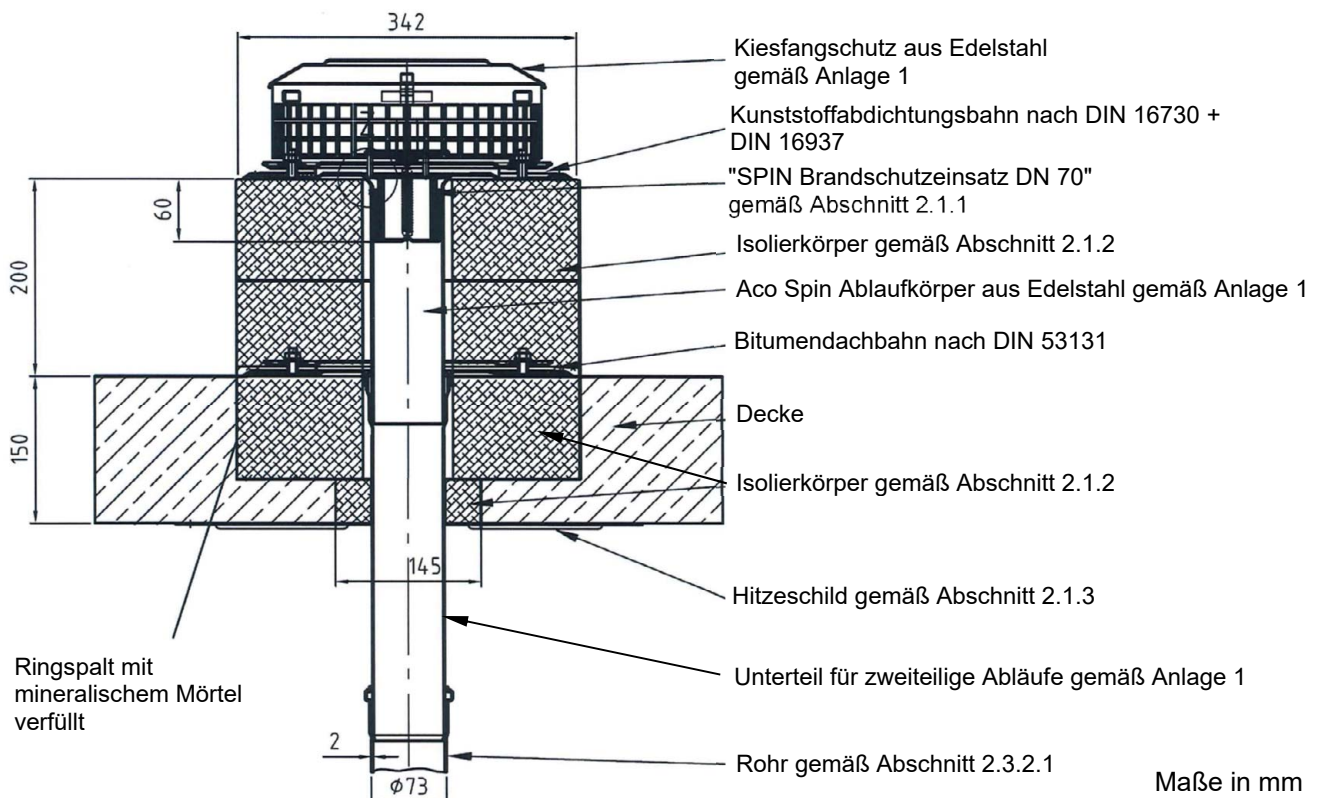 342
Kiesfangschutz aus Edelstahl
gemäß Anlage 1
Kunststoffabdichtungsbahn nach DIN 16730 +
DIN 16937
"SPIN Brandschutzeinsatz DN 70"
gemäß Abschnitt 2.1.1
60
Isolierkörper gemäß Abschnitt 2.1.2
200
Aco Spin Ablaufkörper aus Edelstahl gemäß Anlage 1
Bitumendachbahn nach DIN 53131
Decke
150
Isolierkörper gemäß Abschnitt 2.1.2
145
Hitzeschild gemäß Abschnitt 2.1.3
Ringspalt mit
mineralischem Mörtel
verfüllt
Unterteil für zweiteilige Abläufe gemäß Anlage 1
2
Rohr gemäß Abschnitt 2.3.2.1
ϕ73
Maße in mm